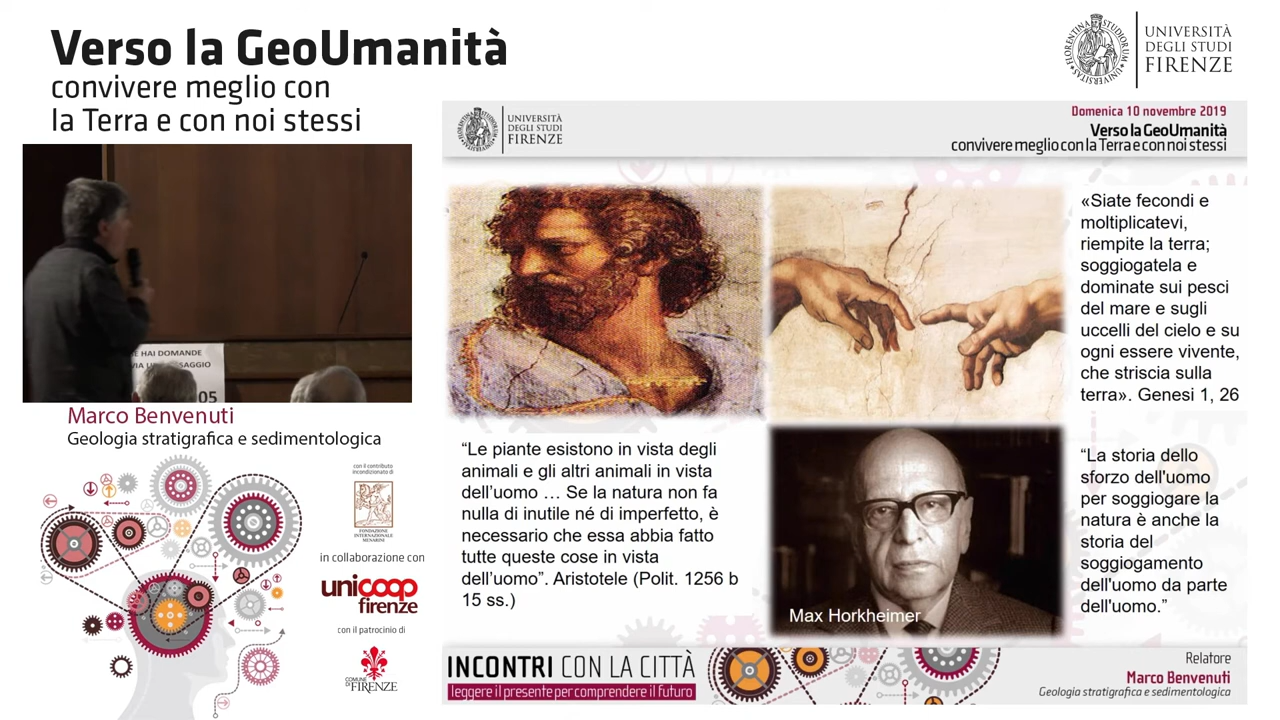 Verso la GeoUmanità
convivere meglio con
la Terra e con noi stessi
UNIVERSITÀ
DEGLI STUDI
FIRENZE
UNIVERSITÀ
DEGLI STUDI
FIRENZE
Domenica 10 novembre 2019
Verso la GeoUmanità
convivere meglio con la Terra e con noi stessi
HAI DOMANDE
05
Marco Benvenuti
Geologia stratigrafica e sedimentologica
con il contributo
incondizionato di
FONDAZIONE
INTERNAZIONALE
MENARINI
in collaborazione con
unicoop
firenze
con il patrocinio di
COMUNE
DI FIRENZE
«Siate fecondi e
moltiplicatevi,
riempite la terra;
soggiogatela e
dominate sui pesci
del mare e sugli
uccelli del cielo e su
ogni essere vivente,
che striscia sulla
terra». Genesi 1, 26
“Le piante esistono in vista degli
animali e gli altri animali in vista
dell’uomo … Se la natura non fa
nulla di inutile né di imperfetto, è
necessario che essa abbia fatto
tutte queste cose in vista
dell’uomo”. Aristotele (Polit. 1256 b
15 ss.)
Max Horkheimer
“La storia dello
sforzo dell'uomo
per soggiogare la
natura è anche la
storia del
soggiogamento
dell'uomo da parte
dell'uomo.”
INCONTRI CON LA CITTÀ
leggere il presente per comprendere il futuro
Relatore
Marco Benvenuti
Geologia stratigrafica e sedimentologica